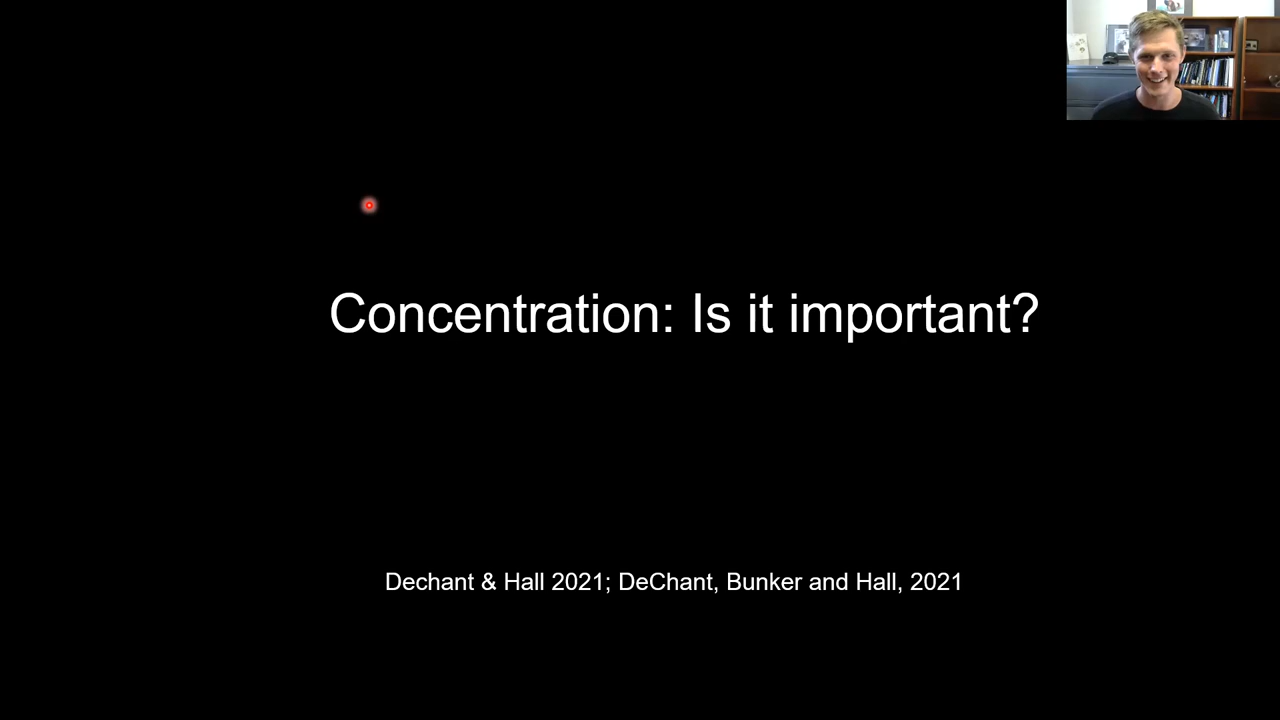 Concentration: Is it important?
Dechant & Hall 2021; DeChant, Bunker and Hall, 2021